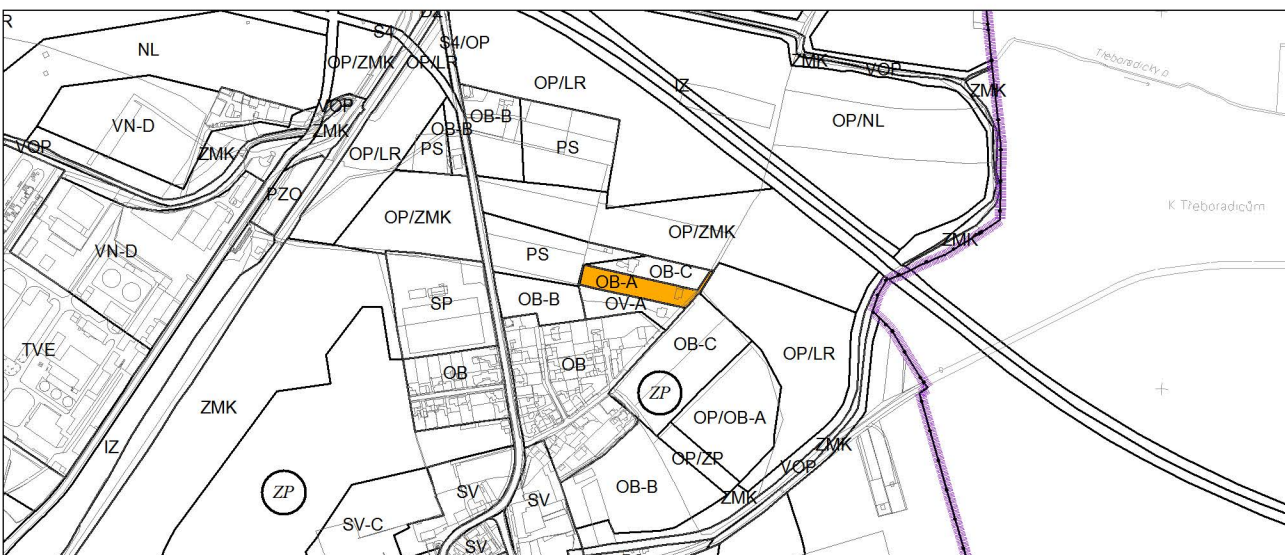 R
NL
S4
S4/OP
OP/ZMK
OP/LR
OP/LR
IZ
ZMK
VOP
ZMK
Třeboradický p
VN-D
VOP
ZMK
OB-B
OB-B
OP/NL
VOP
ZMK
OP/LR
PS
PS
PZO
K Třeboradicům
OP/ZMK
OP/ZMK
ZMK
VN-D
PS
OB-C
OB-A
SP
OB-B
OV-A
TVE
OB
OB
OB-C
OP/LR
ZMK
ZP
OP/OB-A
IZ
OP/ZP
ZMK
VOP
ZP
SV
SV
OB-B
ZMK
SV-C
SV